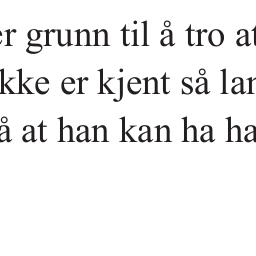 er grunn til å tro at
kke er kjent så lan
å at han kan ha ha